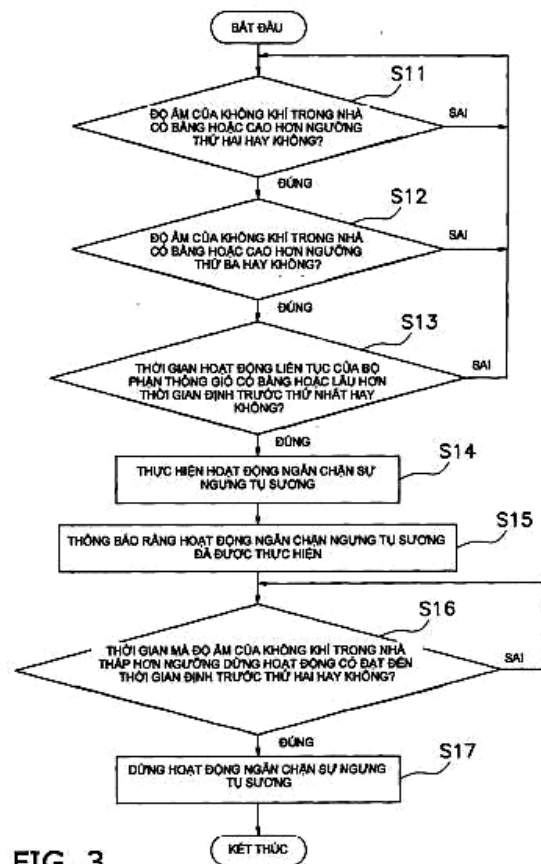 BẮT ĐẦU
S11
ĐỘ ẨM CỦA KHÔNG KHÍ TRONG NHÀ
CÓ BẰNG HOẶC CAO HƠN NGƯỠNG
THỨ HAI HAY KHÔNG?
SAI
ĐÚNG
S12
ĐỘ ẨM CỦA KHÔNG KHÍ TRONG NHÀ
CÓ BẰNG HOẶC CAO HƠN NGƯỠNG
THỨ BA HAY KHÔNG?
SAI
ĐÚNG
S13
THỜI GIAN HOẠT ĐỘNG LIÊN TỤC CỦA BỘ
PHẬN THÔNG GIÓ CÓ BẰNG HOẶC LÂU HƠN
THỜI GIAN ĐỊNH TRƯỚC THỨ NHẤT HAY
KHÔNG?
SAI
ĐÚNG
S14
THỰC HIỆN HOẠT ĐỘNG NGĂN CHẶN SỰ
NGƯNG TỤ SƯƠNG
S15
THÔNG BÁO RẰNG HOẠT ĐỘNG NGĂN CHẶN NGƯNG TỤ SƯƠNG
ĐÃ ĐƯỢC THỰC HIỆN
S16
THỜI GIAN MÀ ĐỘ ẨM CỦA KHÔNG KHÍ TRONG NHÀ
THẤP HƠN NGƯỠNG DỪNG HOẠT ĐỘNG CÓ ĐẠT ĐẾN
THỜI GIAN ĐỊNH TRƯỚC THỨ HAI HAY KHÔNG?
SAI
ĐÚNG
S17
DỪNG HOẠT ĐỘNG NGĂN CHẶN SỰ NGƯNG
TỤ SƯƠNG
KẾT THÚC
FIG. 3